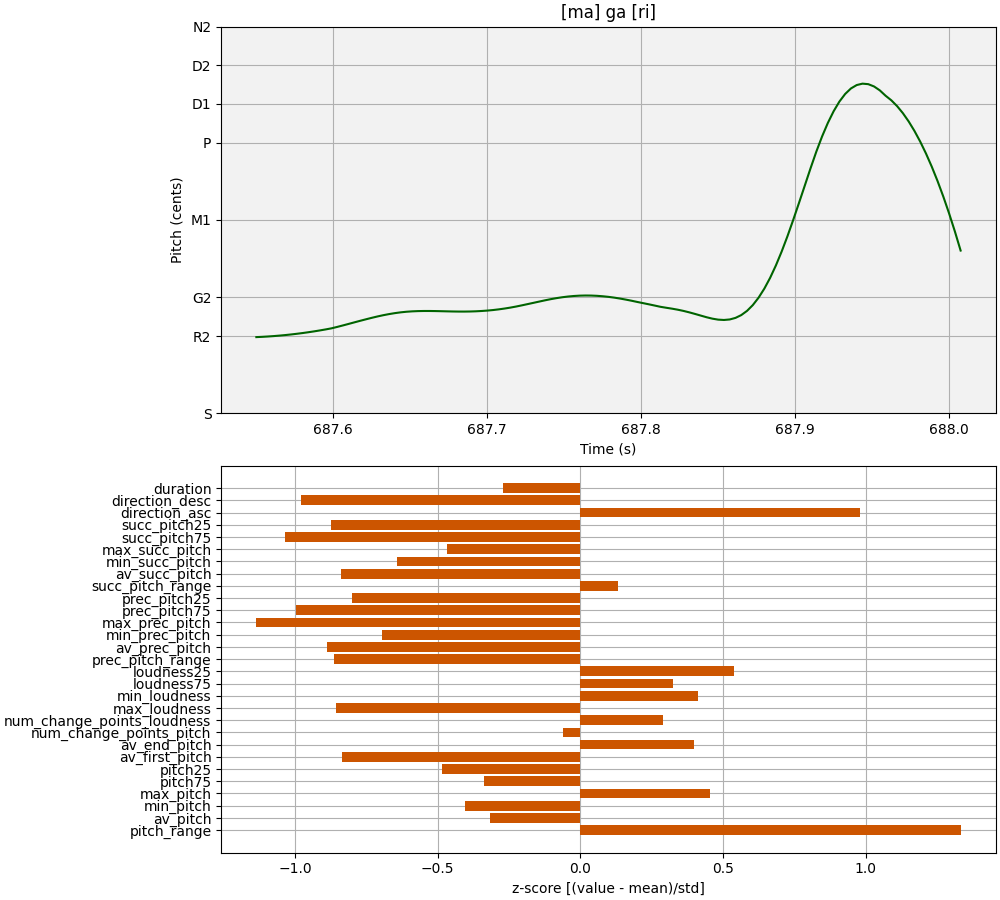 [ma] ga [ri]
N2
D2
D1
P
M1
G2
R2
S
Pitch (cents)
687.6 687.7 687.8 687.9 688.0
Time (s)
duration
direction_desc
direction_asc
succ_pitch25
succ_pitch75
max_succ_pitch
min_succ_pitch
av_succ_pitch
succ_pitch_range
prec_pitch25
prec_pitch75
max_prec_pitch
min_prec_pitch
av_prec_pitch
prec_pitch_range
loudness25
loudness75
min_loudness
max_loudness
num_change_points_loudness
num_change_points_pitch
av_end_pitch
av_first_pitch
pitch25
pitch75
max_pitch
min_pitch
av_pitch
pitch_range
−1.0 −0.5 0.0 0.5 1.0
z-score [(value - mean)/std]